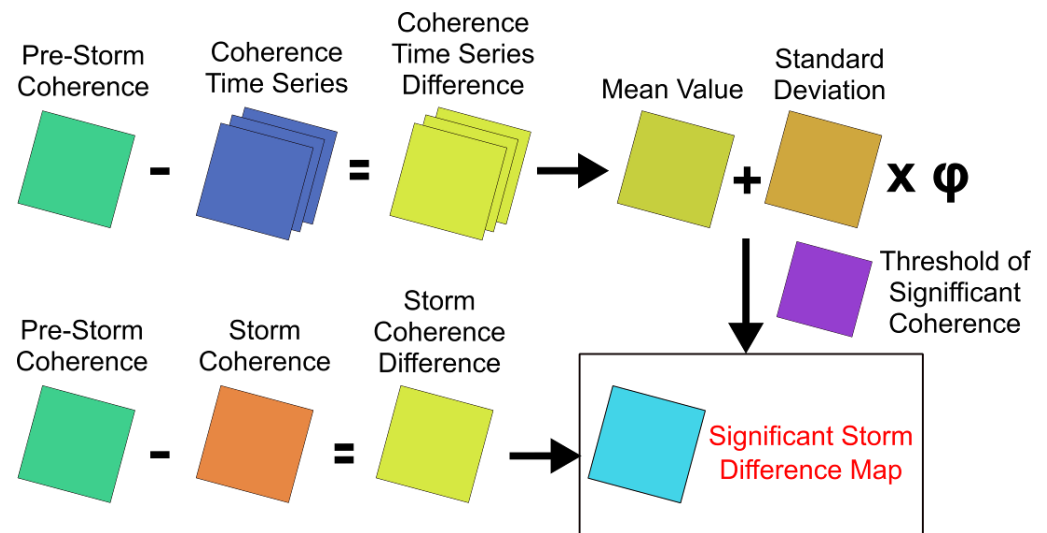 Pre-Storm
Coherence
-
Coherence
Time Series
=
Coherence
Time Series
Difference
Mean Value
+
Standard
Deviation
x φ
Threshold of
Signifficant
Coherence
Pre-Storm
Coherence
-
Storm
Coherence
=
Storm
Coherence
Difference
Significant Storm
Difference Map